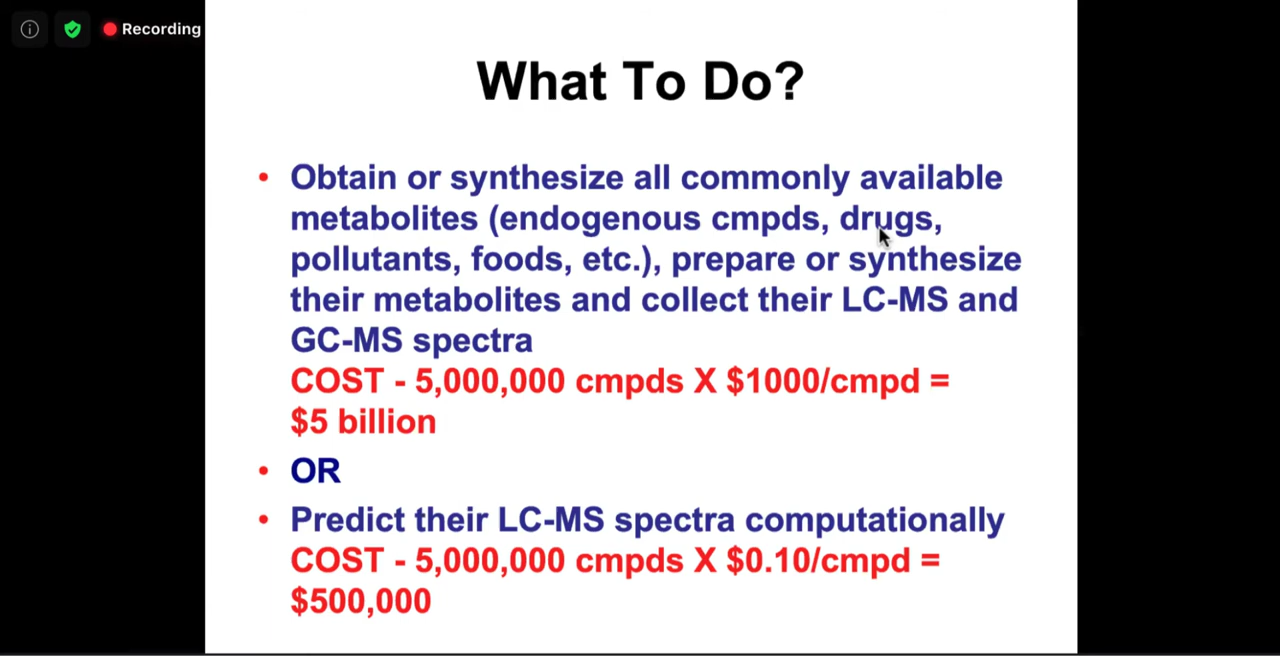 Recording
What To Do?
• Obtain or synthesize all commonly available
metabolites (endogenous cmpds, drugs,
pollutants, foods, etc.), prepare or synthesize
their metabolites and collect their LC-MS and
GC-MS spectra
COST - 5,000,000 cmpds X $1000/cmpd =
$5 billion
• OR
• Predict their LC-MS spectra computationally
COST - 5,000,000 cmpds X $0.10/cmpd =
$500,000